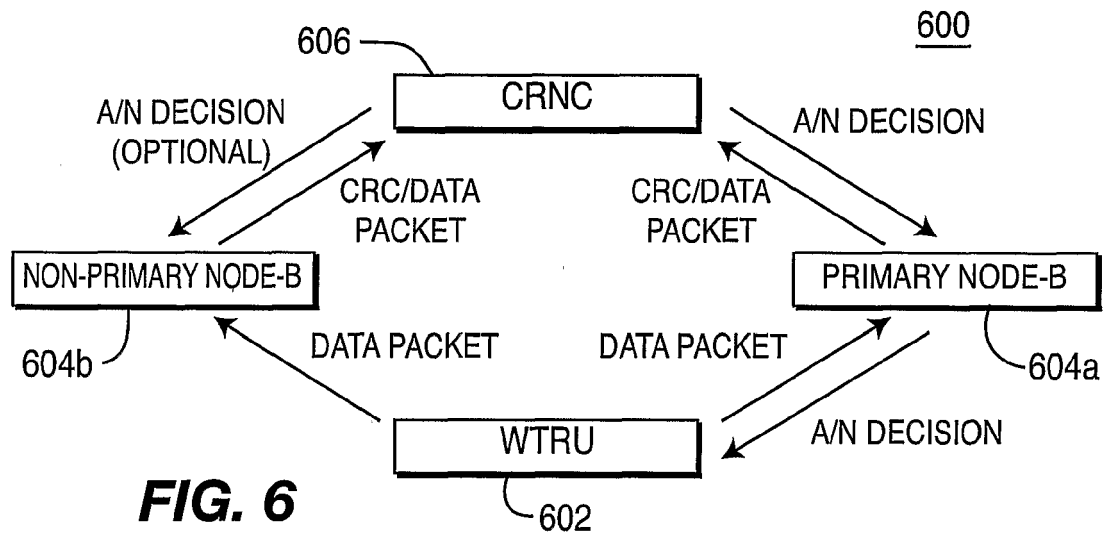 600
606
CRNC
A/N DECISION
(OPTIONAL)
A/N DECISION
CRC/DATA
PACKET
CRC/DATA
PACKET
NON-PRIMARY NODE-B
PRIMARY NODE-B
604b
DATA PACKET
DATA PACKET
604a
WTRU
A/N DECISION
602
FIG. 6